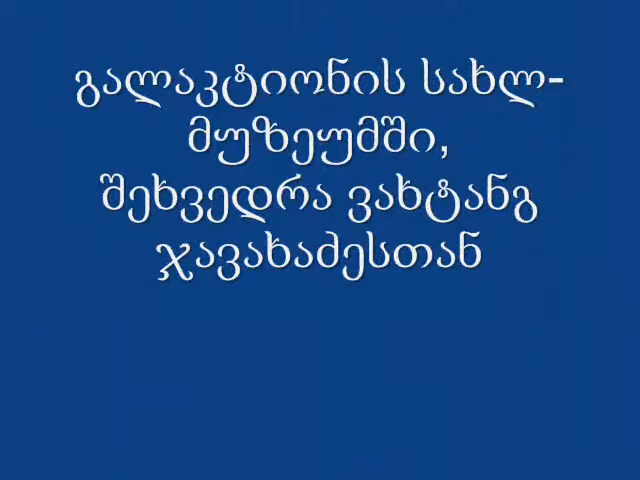 გალაკტიონის სახლ-
მუზეუმში,
შეხვედრა ვახტანგ
ჯავახაძესთან